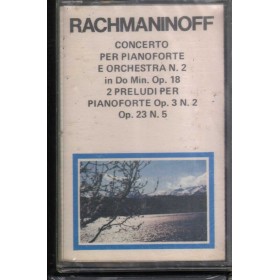 RACHMANINOFF
CONCERTO
PER PIANOFORTE
E ORCHESTRA N. 2
in Do Min. Op. 18
2 PRELUDI PER
PIANOFORTE Op. 3 N. 2
Op. 23 N. 5